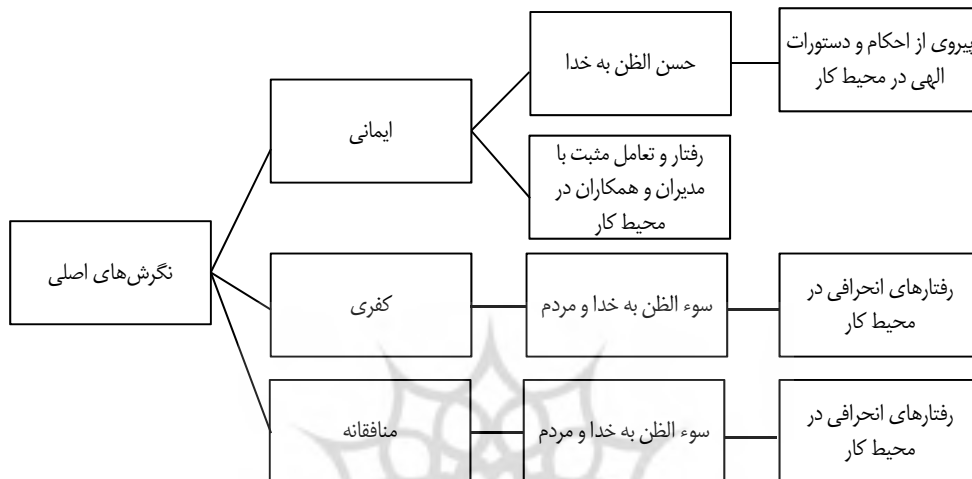 نگرش‌های اصلی
ایمانی
حسن الظن به خدا
پیروی از احکام و دستورات
الهی در محیط کار
رفتار و تعامل مثبت با
مدیران و همکاران در
محیط کار
کفری
سوء الظن به خدا و مردم
رفتارهای انحرافی در
محیط کار
منافقانه
سوء الظن به خدا و مردم
رفتارهای انحرافی در
محیط کار